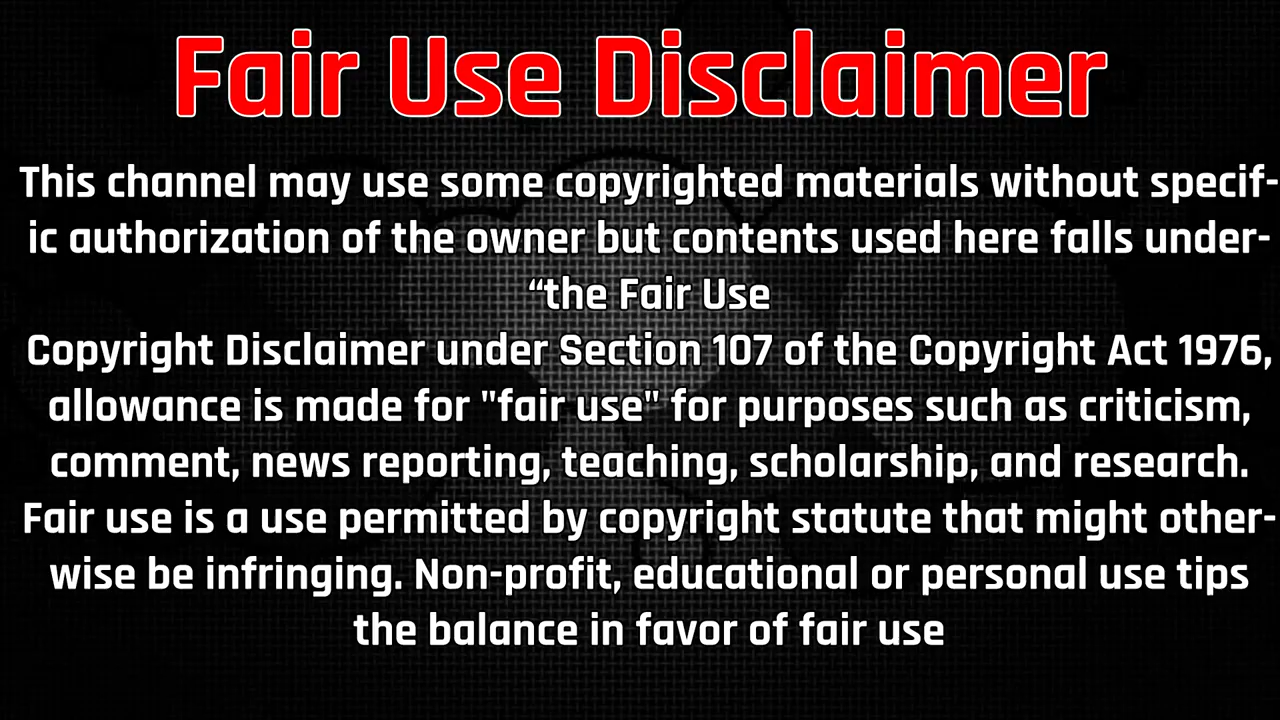 Fair Use Disclaimer
This channel may use some copyrighted materials without specif-
ic authorization of the owner but contents used here falls under-
“the Fair Use
Copyright Disclaimer under Section 107 of the Copyright Act 1976,
allowance is made for "fair use" for purposes such as criticism,
comment, news reporting, teaching, scholarship, and research.
Fair use is a use permitted by copyright statute that might other-
wise be infringing. Non-profit, educational or personal use tips
the balance in favor of fair use